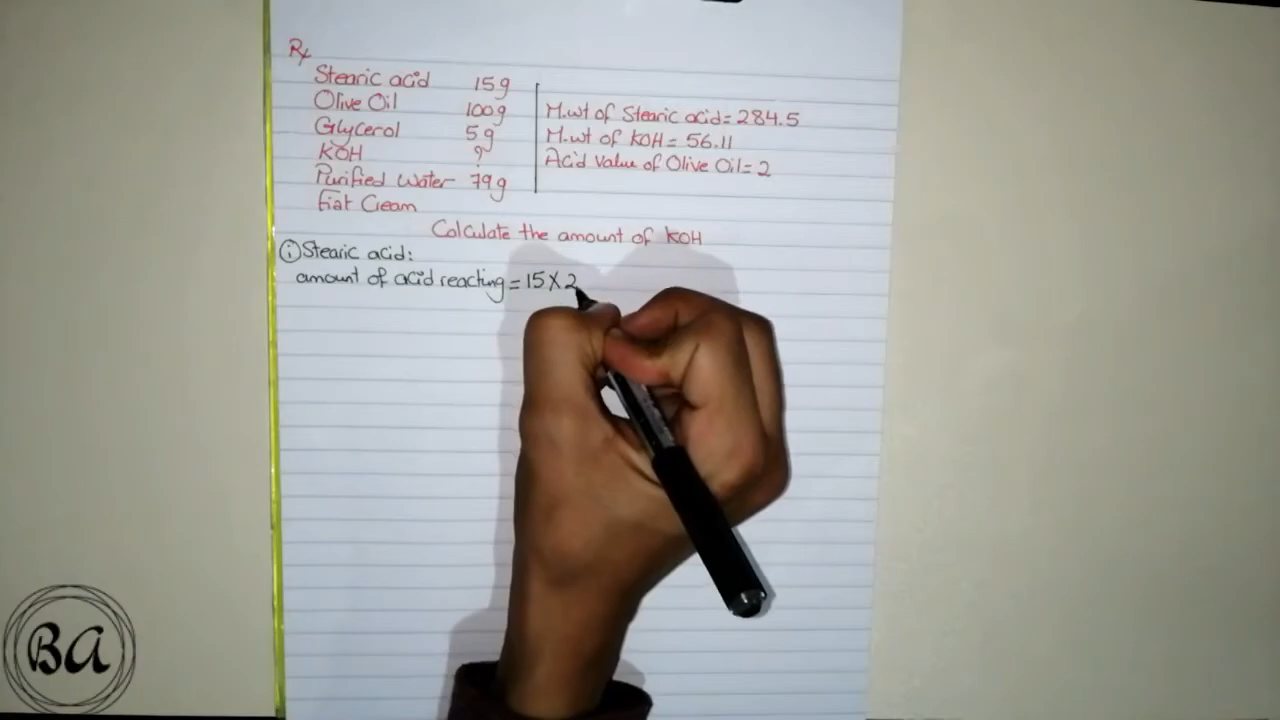 Rx
Stearic acid 15g
Olive Oil 100g
Glycerol 5g
KOH ?
Purified Water 79g
Fiat Cream
M.wt of Stearic acid= 284.5
M.wt of KOH = 56.11
Acid value of Olive Oil= 2
Calculate the amount of KOH
① Stearic acid:
amount of acid reacting = 15 X 2
BA